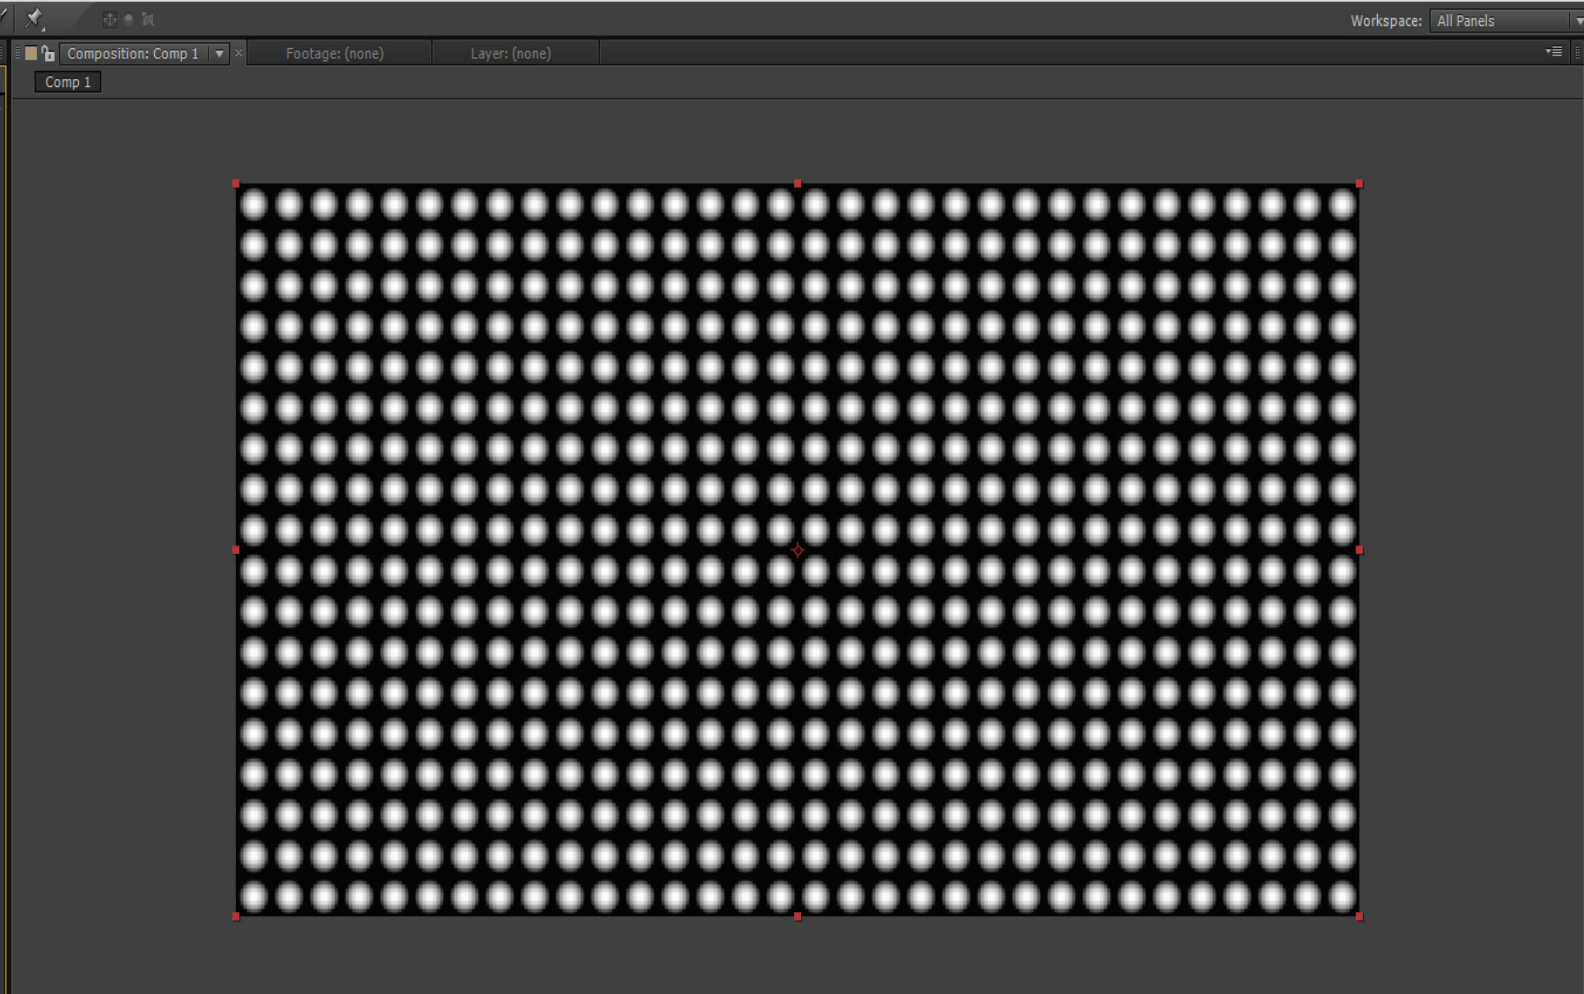 Workspace: All Panels
Composition: Comp 1 Footage: (none) Layer: (none)
Comp 1